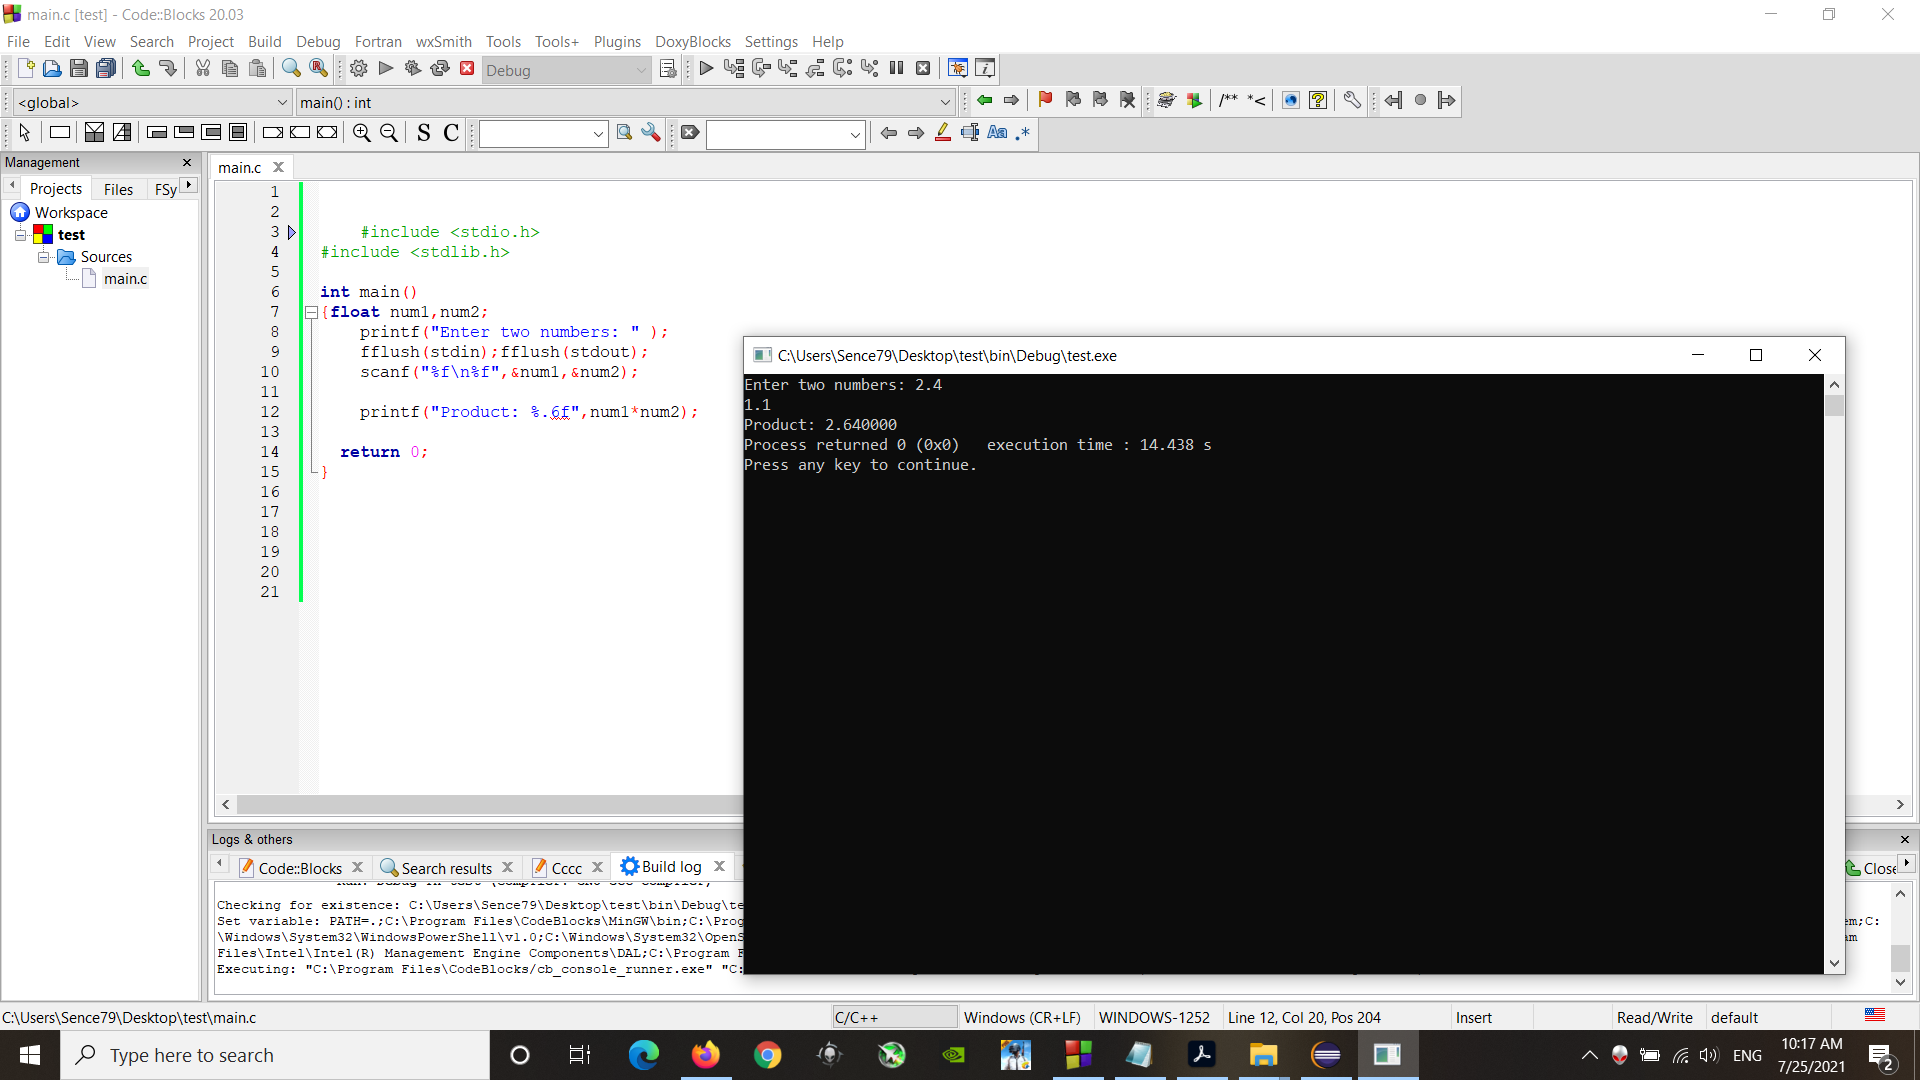 main.c [test] - Code::Blocks 20.03
File Edit View Search Project Build Debug Fortran wxSmith Tools Tools+ Plugins DoxyBlocks Settings Help
Debug
<global> main() : int
/** *<
S C Aa .*
Management
Projects Files FSy
Workspace
test
Sources
main.c
main.c
1
2
3 #include <stdio.h>
4 #include <stdlib.h>
5
6 int main()
7 {float num1,num2;
8 printf("Enter two numbers: " );
9 fflush(stdin);fflush(stdout);
10 scanf("%f\n%f",&num1,&num2);
11
12 printf("Product: %.6f",num1*num2);
13
14 return 0;
15 }
16
17
18
19
20
21
C:\Users\Sence79\Desktop\test\bin\Debug\test.exe
Enter two numbers: 2.4
1.1
Product: 2.640000
Process returned 0 (0x0) execution time : 14.438 s
Press any key to continue.
Logs & others
Code::Blocks Search results Cccc Build log Close
Checking for existence: C:\Users\Sence79\Desktop\test\bin\Debug\te
Set variable: PATH=.;C:\Program Files\CodeBlocks\MinGW\bin;C:\Prog em;C:
\Windows\System32\WindowsPowerShell\v1.0;C:\Windows\System32\OpenS am
Files\Intel\Intel(R) Management Engine Components\DAL;C:\Program F
Executing: "C:\Program Files\CodeBlocks/cb_console_runner.exe" "C:
C:\Users\Sence79\Desktop\test\main.c C/C++ Windows (CR+LF) WINDOWS-1252 Line 12, Col 20, Pos 204 Insert Read/Write default
Type here to search ENG 10:17 AM
7/25/2021 2